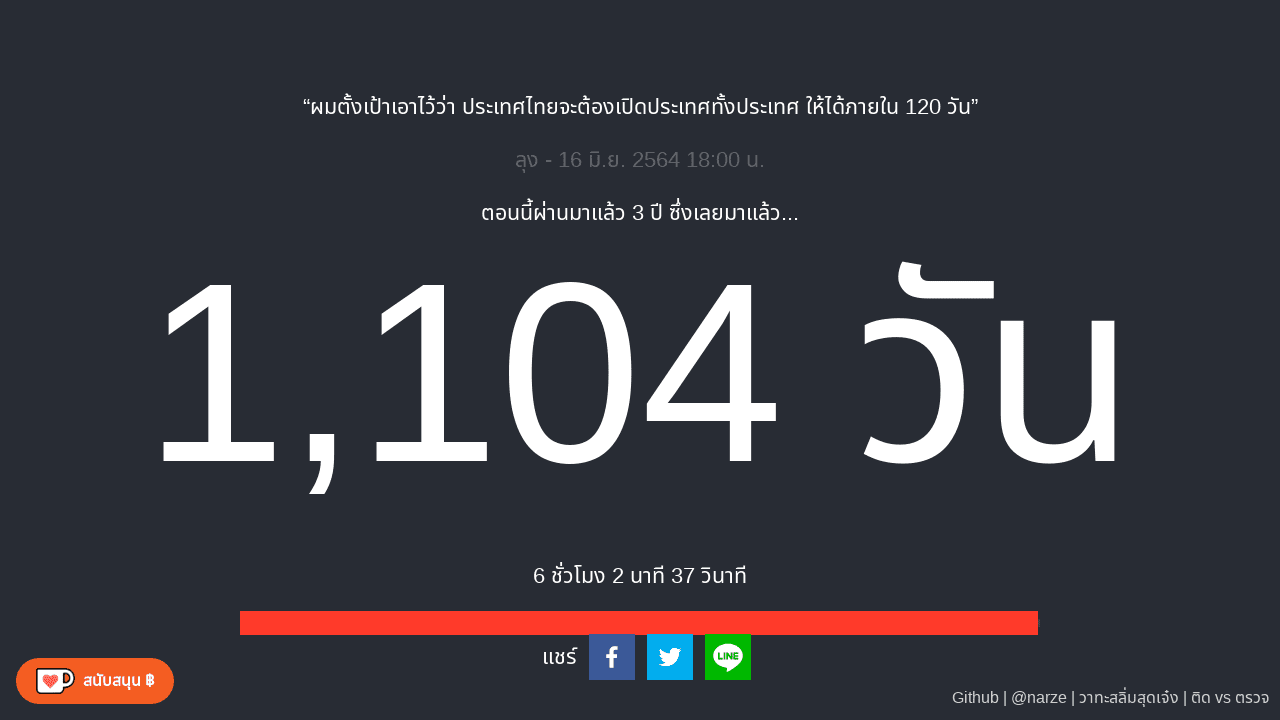 “ผมตั้งเป้าเอาไว้ว่า ประเทศไทยจะต้องเปิดประเทศทั้งประเทศ ให้ได้ภายใน 120 วัน”
ลุง - 16 มิ.ย. 2564 18:00 น.
ตอนนี้ผ่านมาแล้ว 3 ปี ซึ่งเลยมาแล้ว...
1,104 วัน
6 ชั่วโมง 2 นาที 37 วินาที
แชร์
LINE
สนับสนุน ฿
Github | @narze | วาทะสลิ่มสุดเจ๋ง | ติด vs ตรวจ